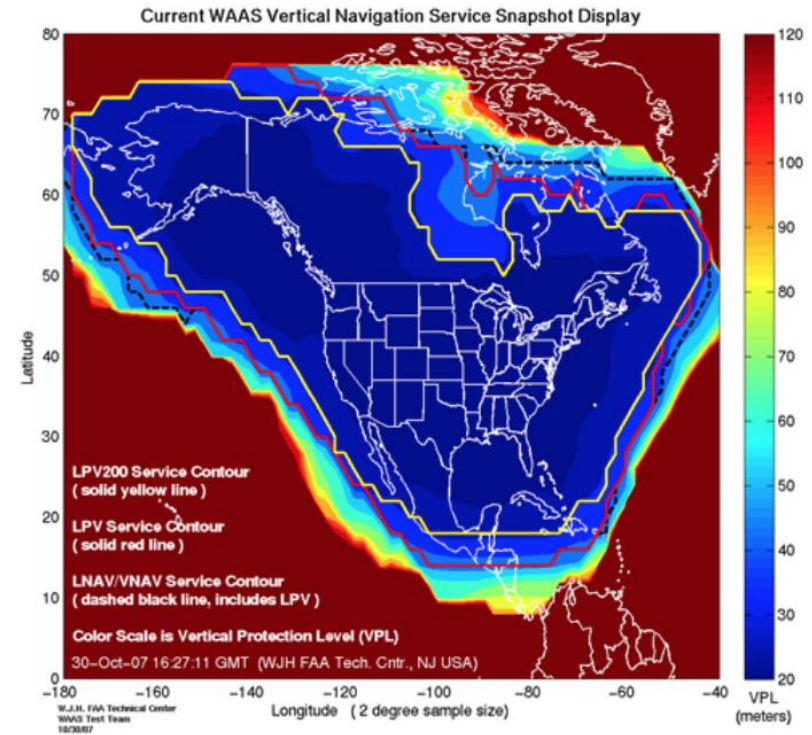 Current WAAS Vertical Navigation Service Snapshot Display
80
70
60
50
40
30
20
10
0
Latitude
LPV200 Service Contour
( solid yellow line )
LPV Service Contour
( solid red line )
LNAV/VNAV Service Contour
( dashed black line, includes LPV )
Color Scale is Vertical Protection Level (VPL)
30-Oct-07 16:27:11 GMT (WJH FAA Tech. Cntr., NJ USA)
-180 -160 -140 -120 -100 -80 -60 -40
Longitude ( 2 degree sample size)
W.J.H. FAA Technical Center
WAAS Test Team
10/30/07
120
110
100
90
80
70
60
50
40
30
20
VPL
(meters)